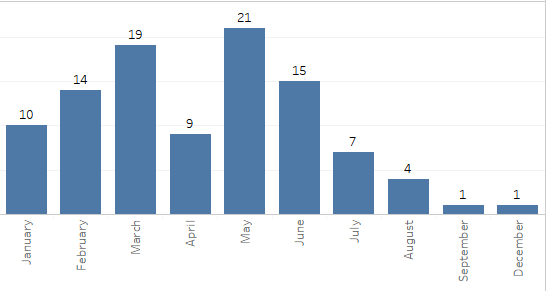 10
14
19
9
21
15
7
4
1
1
January
February
March
April
May
June
July
August
September
December